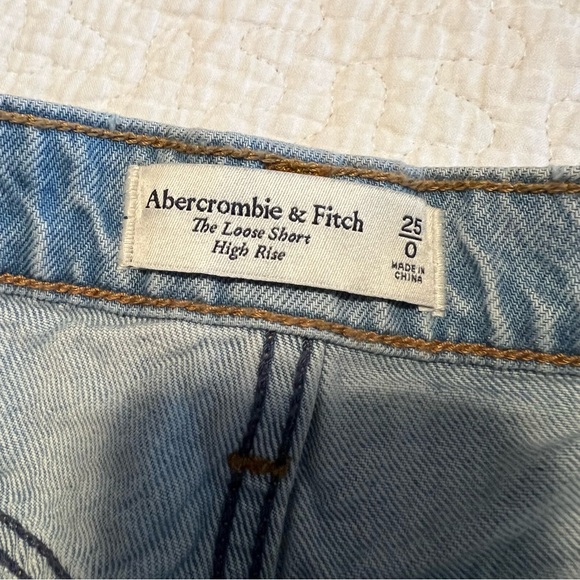 Abercrombie & Fitch
The Loose Short
High Rise
25
0
MADE IN
CHINA